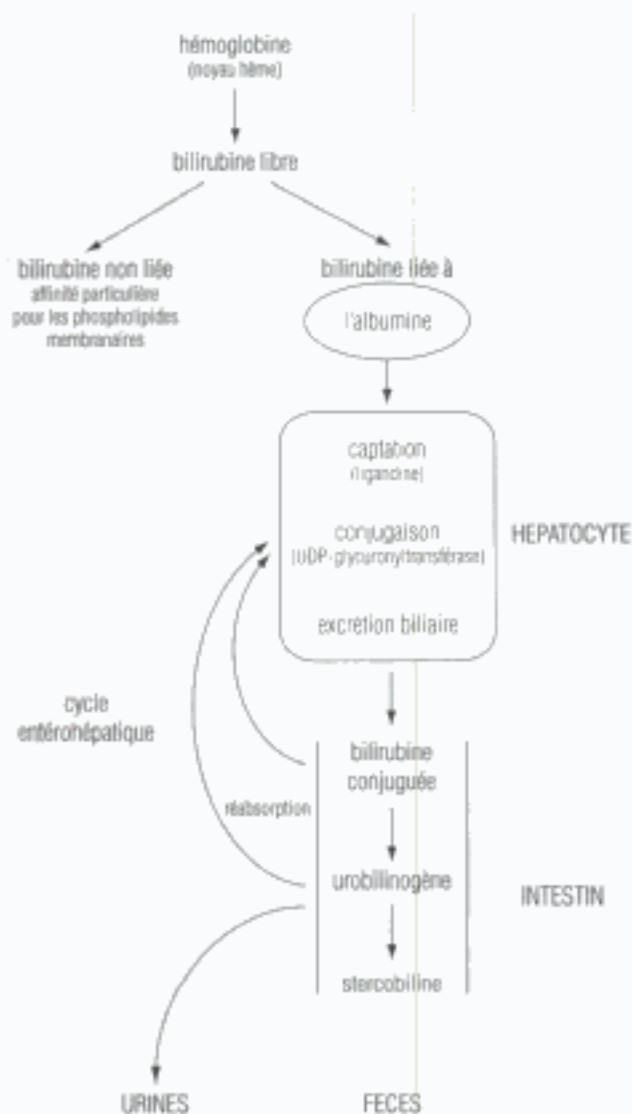 hémoglobine
(noyau hème)
bilirubine libre
bilirubine non liée
affinité particulière
pour les phospholipides
membranaires
bilirubine liée à
l'albumine
captation
(ligandine)
conjugaison
(UDP-glycuronyltransférase)
excrétion biliaire
HEPATOCYTE
cycle
entérohépatique
réabsorption
bilirubine
conjuguée
urobilinogène
stercobiline
INTESTIN
URINES
FECES